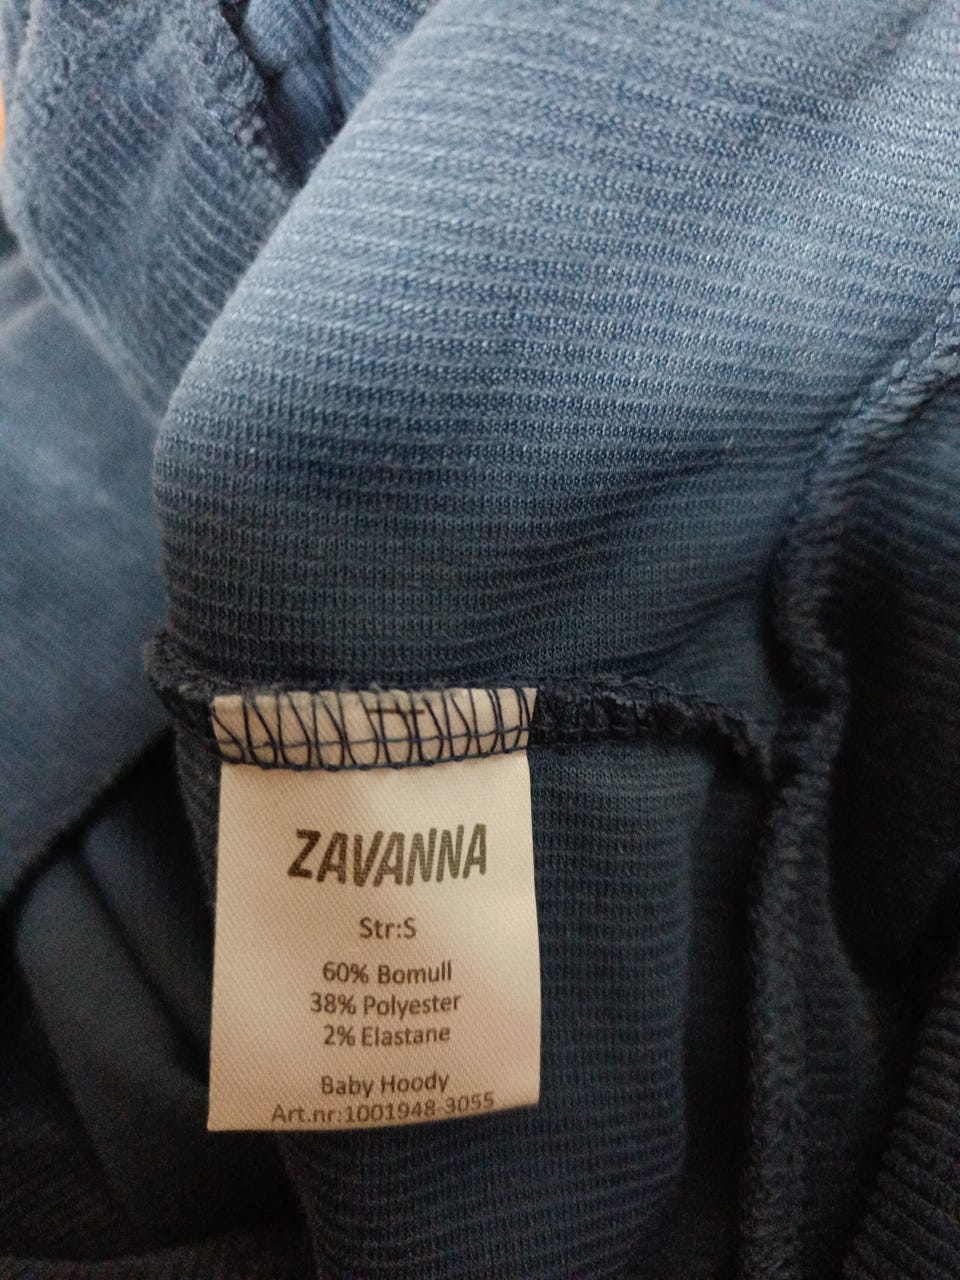 ZAVANNA
Str:S
60% Bomull
38% Polyester
2% Elastane
Baby Hoody
Art.nr:1001948-3055